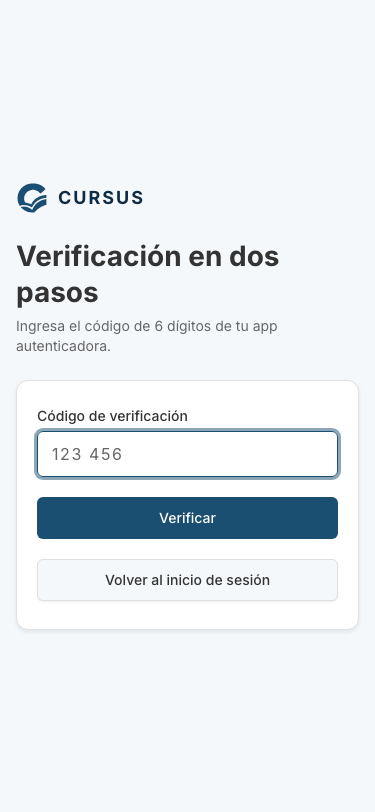 CURSUS
Verificación en dos
pasos
Ingresa el código de 6 dígitos de tu app
autenticadora.
Código de verificación
123 456
Verificar
Volver al inicio de sesión